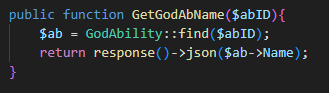 public function GetGodAbName($abID){
    $ab = GodAbility::find($abID);
    return response()->json($ab->Name);
}